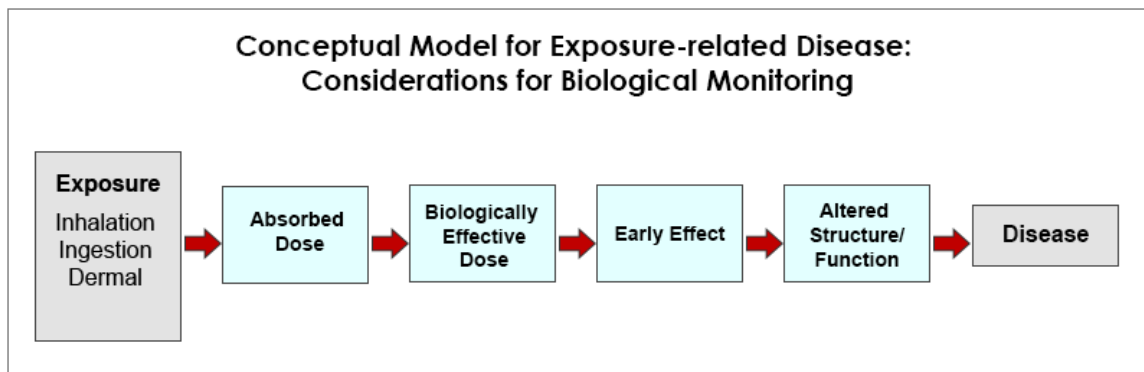 Conceptual Model for Exposure-related Disease:
Considerations for Biological Monitoring
Exposure
Inhalation
Ingestion
Dermal
Absorbed
Dose
Biologically
Effective
Dose
Early Effect
Altered
Structure/
Function
Disease